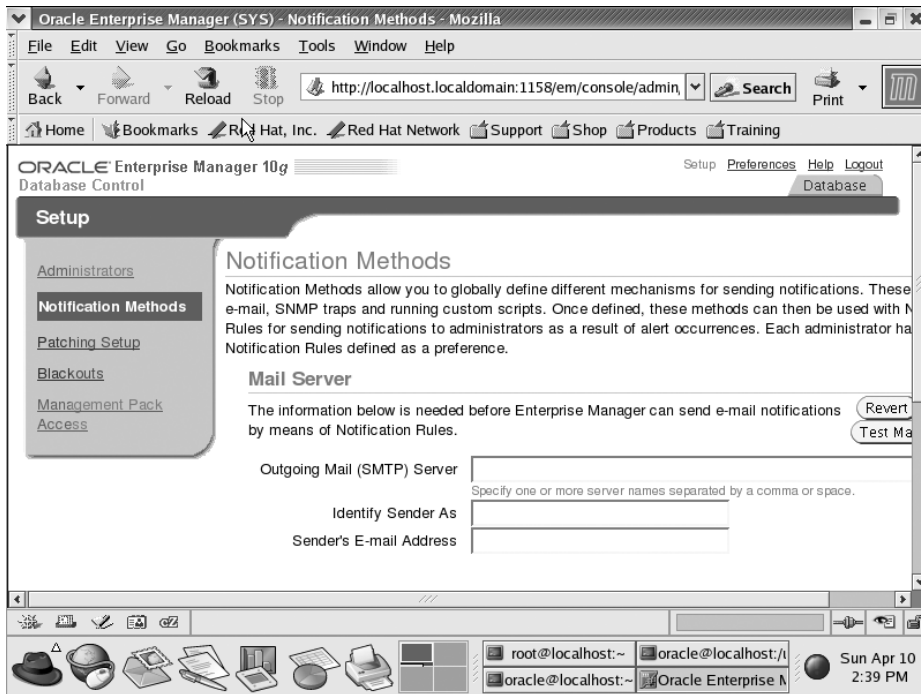 Oracle Enterprise Manager (SYS) - Notification Methods - Mozilla
File Edit View Go Bookmarks Tools Window Help
Back Forward Reload Stop http://localhost.localdomain:1158/em/console/admin Search Print
Home Bookmarks Red Hat, Inc. Red Hat Network Support Shop Products Training
ORACLE Enterprise Manager 10g
Database Control
Setup Preferences Help Logout
Database
Setup
Administrators
Notification Methods
Patching Setup
Blackouts
Management Pack
Access
Notification Methods
Notification Methods allow you to globally define different mechanisms for sending notifications. These
e-mail, SNMP traps and running custom scripts. Once defined, these methods can then be used with N
Rules for sending notifications to administrators as a result of alert occurrences. Each administrator ha
Notification Rules defined as a preference.
Mail Server
The information below is needed before Enterprise Manager can send e-mail notifications
by means of Notification Rules.
Revert
Test Ma
Outgoing Mail (SMTP) Server
Specify one or more server names separated by a comma or space.
Identify Sender As
Sender's E-mail Address
root@localhost:~ oracle@localhost:/
oracle@localhost:~ Oracle Enterprise M
Sun Apr 10
2:39 PM